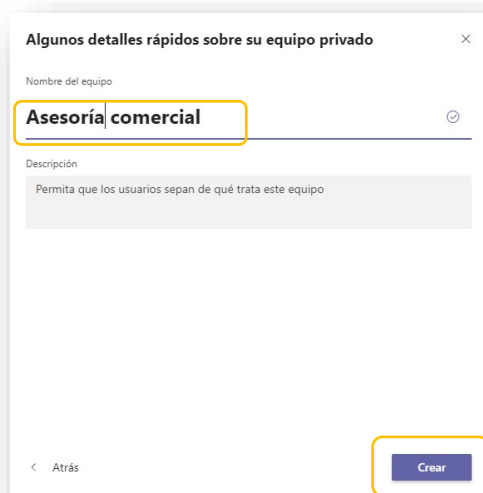 Algunos detalles rápidos sobre su equipo privado
Nombre del equipo
Asesoría comercial
Descripción
Permita que los usuarios sepan de qué trata este equipo
Atrás
Crear